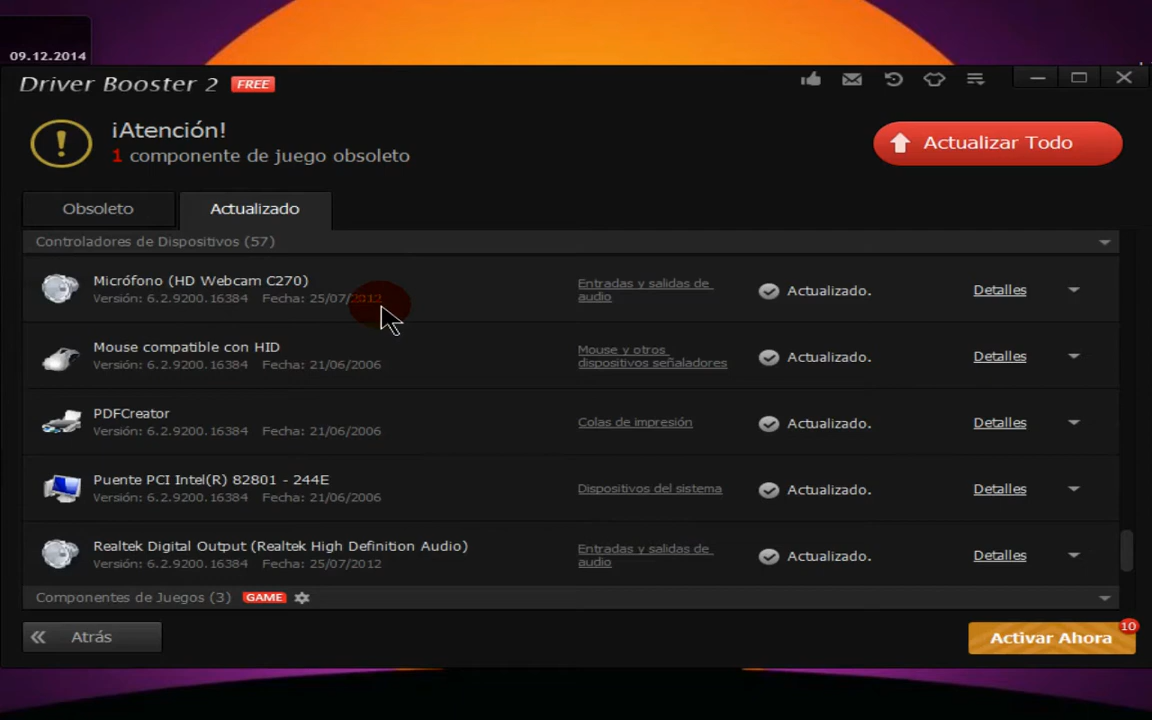 09.12.2014
Driver Booster 2 FREE
¡Atención!
1 componente de juego obsoleto
Actualizar Todo
Obsoleto Actualizado
Controladores de Dispositivos (57)
Micrófono (HD Webcam C270)
Versión: 6.2.9200.16384 Fecha: 25/07/2012
Entradas y salidas de
audio
Actualizado. Detalles
Mouse compatible con HID
Versión: 6.2.9200.16384 Fecha: 21/06/2006
Mouse y otros
dispositivos señaladores
Actualizado. Detalles
PDFCreator
Versión: 6.2.9200.16384 Fecha: 21/06/2006
Colas de impresión
Actualizado. Detalles
Puente PCI Intel(R) 82801 - 244E
Versión: 6.2.9200.16384 Fecha: 21/06/2006
Dispositivos del sistema
Actualizado. Detalles
Realtek Digital Output (Realtek High Definition Audio)
Versión: 6.2.9200.16384 Fecha: 25/07/2012
Entradas y salidas de
audio
Actualizado. Detalles
Componentes de Juegos (3) GAME
Atrás
Activar Ahora 10